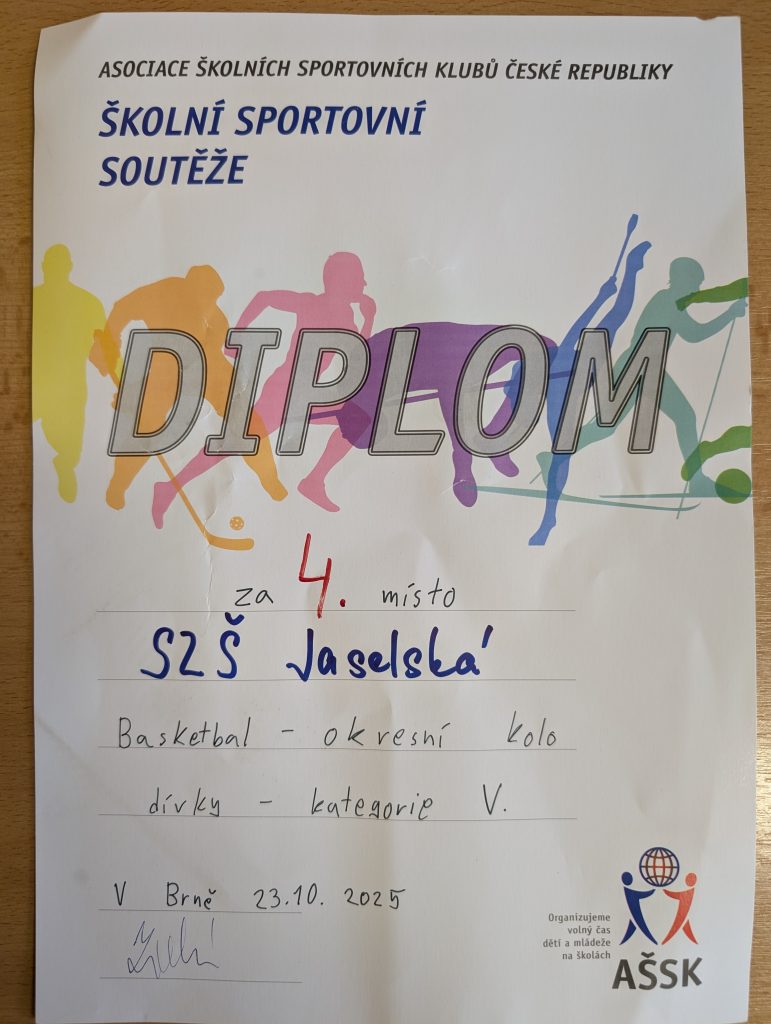 ASOCIACE ŠKOLNÍCH SPORTOVNÍCH KLUBŮ ČESKÉ REPUBLIKY
ŠKOLNÍ SPORTOVNÍ
SOUTĚŽE
DIPLOM
za 4. místo
SZŠ Jaselská
Basketbal - okresní kolo
dívky - kategorie V.
V Brně 23.10. 2025
Organizujeme
volný čas
dětí a mládeže
na školách
AŠSK